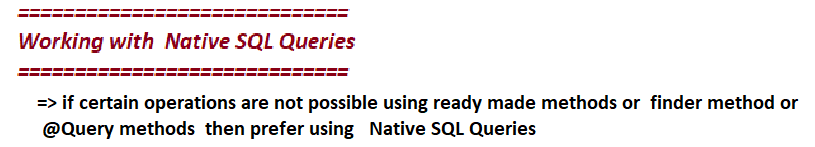 ==============================
Working with Native SQL Queries
==============================
=> if certain operations are not possible using ready made methods or finder method or
@Query methods then prefer using Native SQL Queries